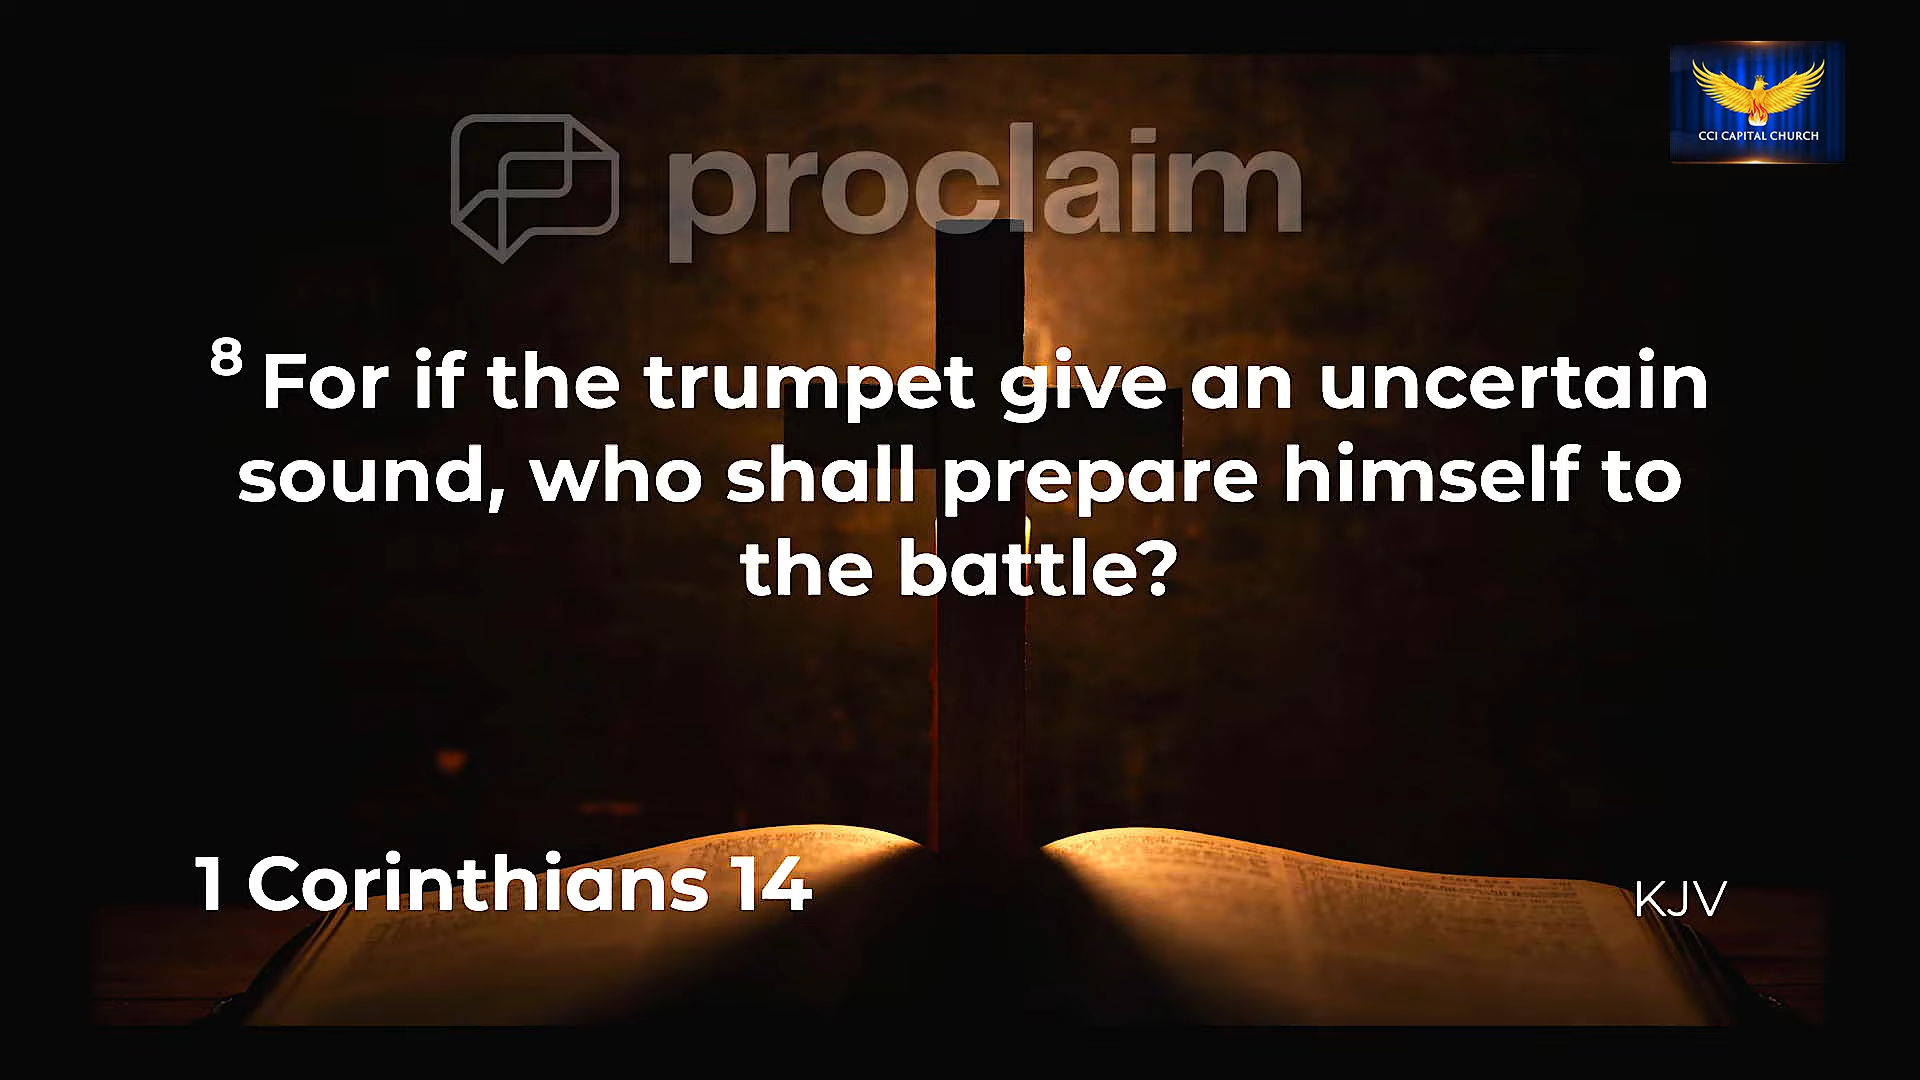 CCI CAPITAL CHURCH
proclaim
8 For if the trumpet give an uncertain
sound, who shall prepare himself to
the battle?
1 Corinthians 14
KJV